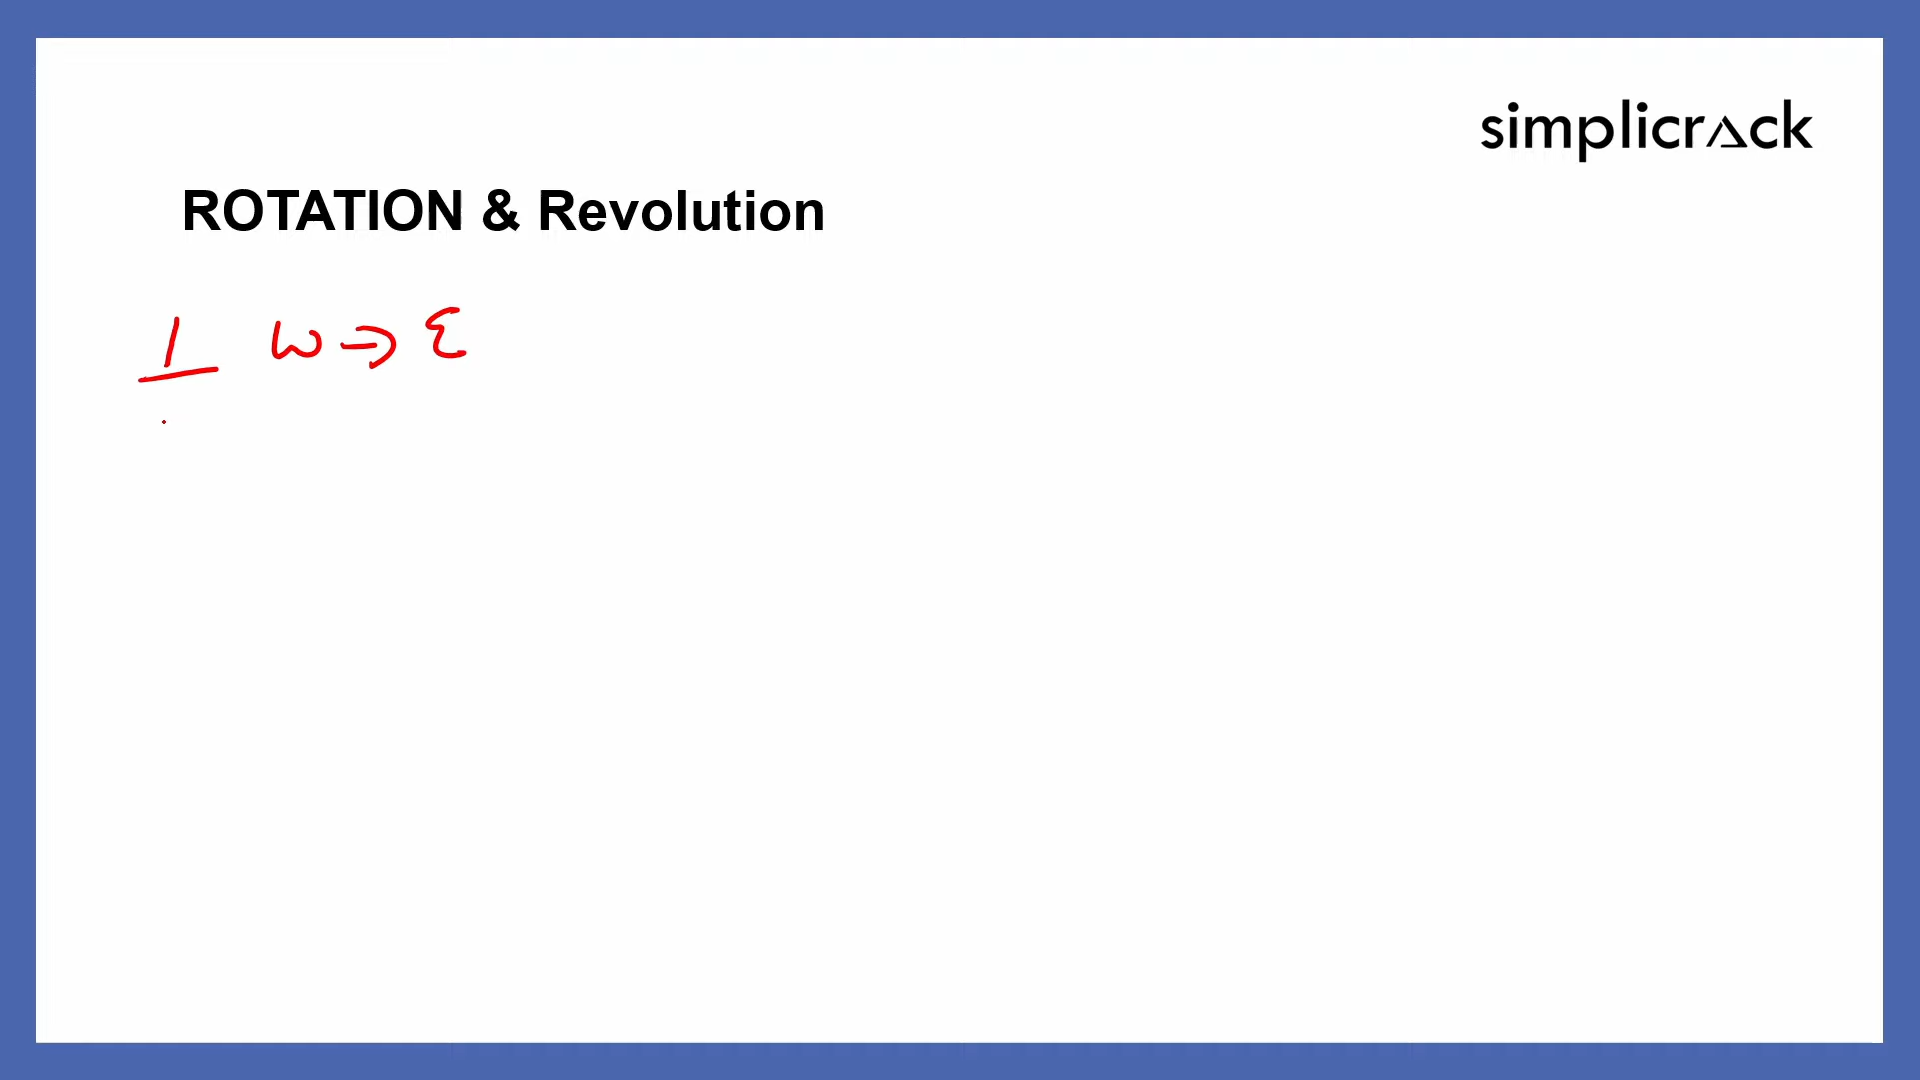 simplicrack
ROTATION & Revolution
1 W → E